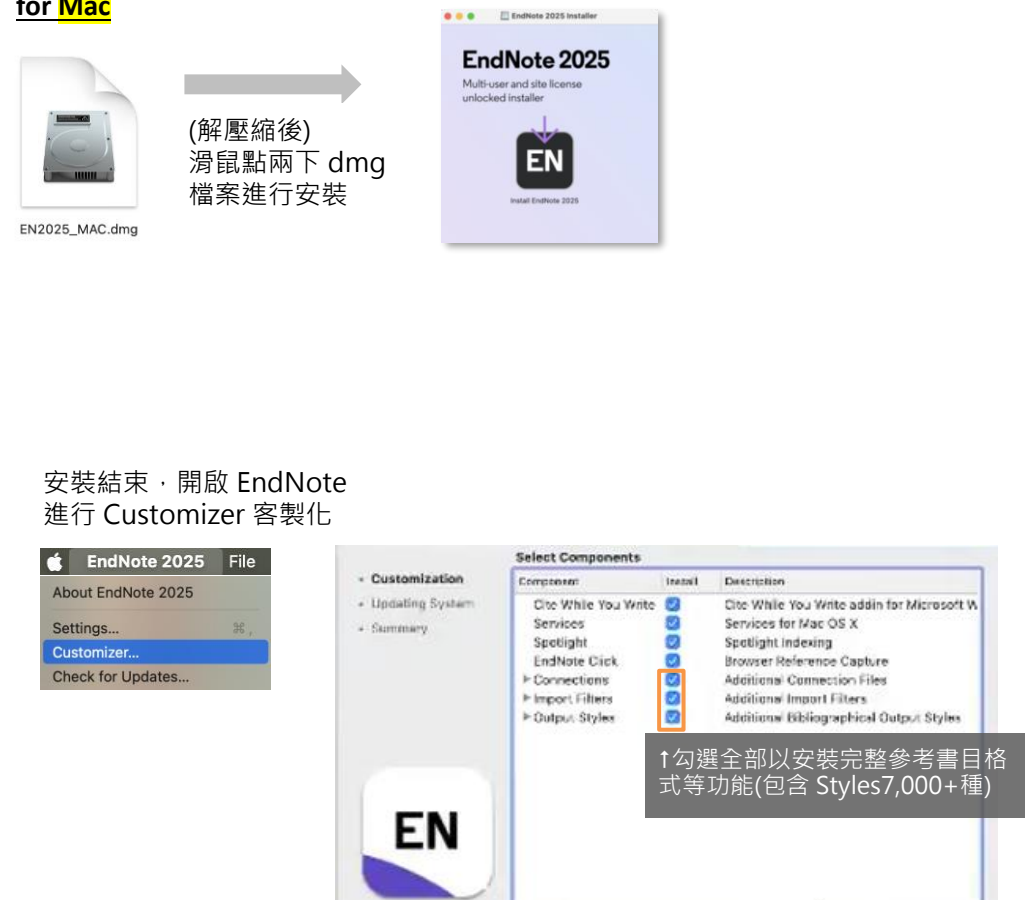 for Mac
EndNote 2025 Installer
EndNote 2025
Multi-user and site license
unlocked installer
EN
Install EndNote 2025
(解壓縮後)
滑鼠點兩下 dmg
檔案進行安裝
EN2025_MAC.dmg
安裝結束，開啟 EndNote
進行 Customizer 客製化
EndNote 2025 File
About EndNote 2025
Settings... ⌘ ,
Customizer...
Check for Updates...
Select Components
• Customization
• Updating System
• Summary
Component Install Description
Cite While You Write Cite While You Write addin for Microsoft W
Services Services for Mac OS X
Spotlight Spotlight Indexing
EndNote Click Browser Reference Capture
Connections Additional Connection Files
Import Filters Additional Import Filters
Output Styles Additional Bibliographical Output Styles
↑勾選全部以安裝完整參考書目格
式等功能(包含 Styles7,000+種)
EN